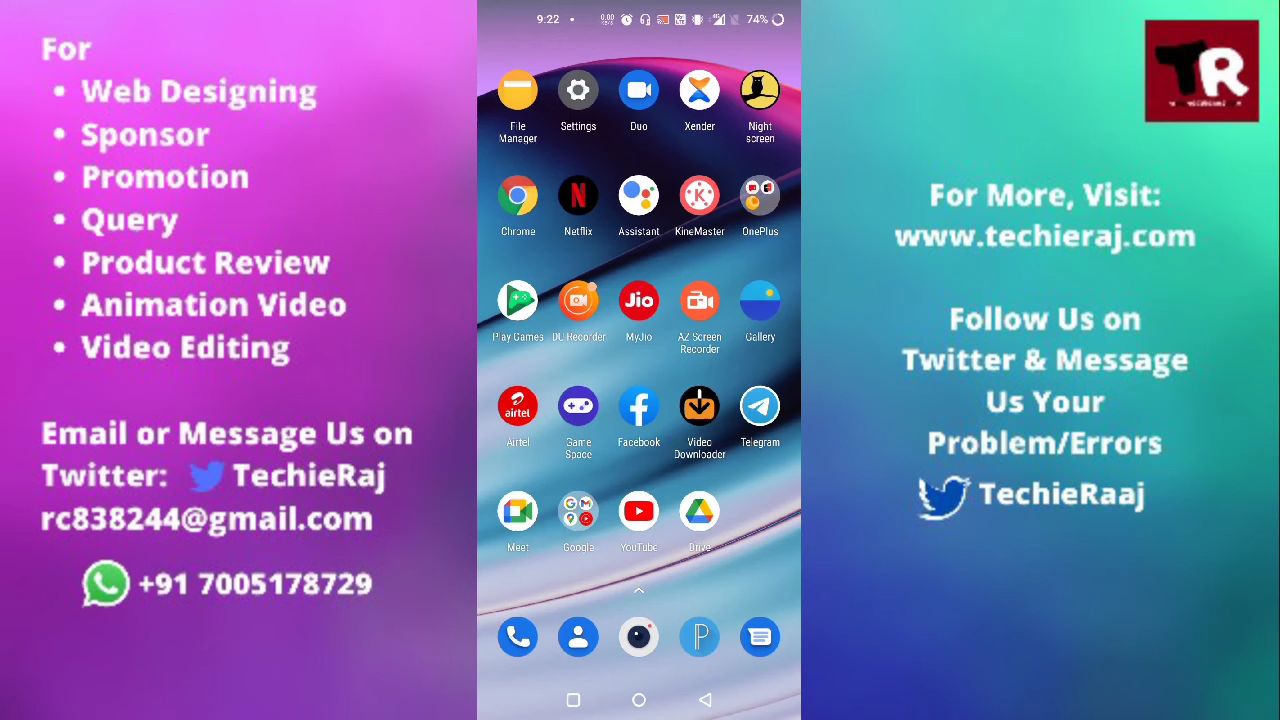 For
• Web Designing
• Sponsor
• Promotion
• Query
• Product Review
• Animation Video
• Video Editing
Email or Message Us on
Twitter: TechieRaj
rc838244@gmail.com
+91 7005178729
9:22
0.00
74%
File
Manager
Settings
Duo
Xender
Night
screen
Chrome
Netflix
Assistant
KineMaster
OnePlus
Play Games
DU Recorder
Jio
MyJio
AZ Screen
Recorder
Gallery
airtel
Airtel
Game
Space
Facebook
Video
Downloader
Telegram
Meet
Google
YouTube
Drive
TR
For More, Visit:
www.techieraj.com
Follow Us on
Twitter & Message
Us Your
Problem/Errors
TechieRaaj